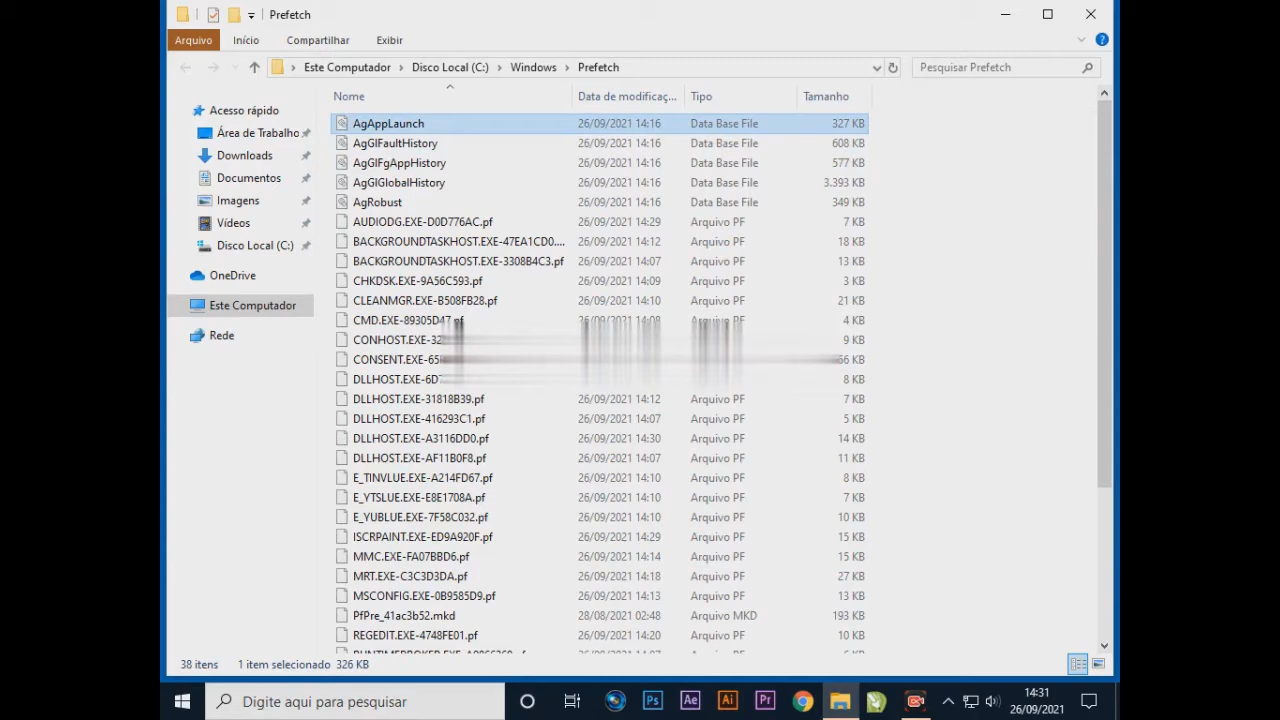 Prefetch
Arquivo Início Compartilhar Exibir
Este Computador Disco Local (C:) Windows Prefetch Pesquisar Prefetch
Nome Data de modificaç... Tipo Tamanho
Acesso rápido
Área de Trabalho
Downloads
Documentos
Imagens
Vídeos
Disco Local (C:)
OneDrive
Este Computador
Rede
AgAppLaunch 26/09/2021 14:16 Data Base File 327 KB
AgGlFaultHistory 26/09/2021 14:16 Data Base File 608 KB
AgGlFgAppHistory 26/09/2021 14:16 Data Base File 577 KB
AgGlGlobalHistory 26/09/2021 14:16 Data Base File 3.393 KB
AgRobust 26/09/2021 14:16 Data Base File 349 KB
AUDIODG.EXE-D0D776AC.pf 26/09/2021 14:29 Arquivo PF 7 KB
BACKGROUNDTASKHOST.EXE-47EA1CD0.... 26/09/2021 14:12 Arquivo PF 18 KB
BACKGROUNDTASKHOST.EXE-3308B4C3.pf 26/09/2021 14:07 Arquivo PF 13 KB
CHKDSK.EXE-9A56C593.pf 26/09/2021 14:09 Arquivo PF 3 KB
CLEANMGR.EXE-B508FB28.pf 26/09/2021 14:10 Arquivo PF 21 KB
CMD.EXE-89305D47.pf 26/09/2021 14:08 Arquivo PF 4 KB
CONHOST.EXE-32 9 KB
CONSENT.EXE-65 KB
DLLHOST.EXE-6D 8 KB
DLLHOST.EXE-31818B39.pf 26/09/2021 14:12 Arquivo PF 7 KB
DLLHOST.EXE-416293C1.pf 26/09/2021 14:07 Arquivo PF 5 KB
DLLHOST.EXE-A3116DD0.pf 26/09/2021 14:30 Arquivo PF 14 KB
DLLHOST.EXE-AF11B0F8.pf 26/09/2021 14:07 Arquivo PF 11 KB
E_TINVLUE.EXE-A214FD67.pf 26/09/2021 14:10 Arquivo PF 8 KB
E_YTSLUE.EXE-E8E1708A.pf 26/09/2021 14:10 Arquivo PF 7 KB
E_YUBLUE.EXE-7F58C032.pf 26/09/2021 14:10 Arquivo PF 10 KB
ISCRPAINT.EXE-ED9A920F.pf 26/09/2021 14:29 Arquivo PF 15 KB
MMC.EXE-FA07BBD6.pf 26/09/2021 14:14 Arquivo PF 15 KB
MRT.EXE-C3C3D3DA.pf 26/09/2021 14:18 Arquivo PF 27 KB
MSCONFIG.EXE-0B9585D9.pf 26/09/2021 14:13 Arquivo PF 13 KB
PfPre_41ac3b52.mkd 28/08/2021 02:48 Arquivo MKD 193 KB
REGEDIT.EXE-4748FE01.pf 26/09/2021 14:20 Arquivo PF 10 KB
38 itens 1 item selecionado 326 KB
Digite aqui para pesquisar Ps Ae Ai Pr 14:31
26/09/2021